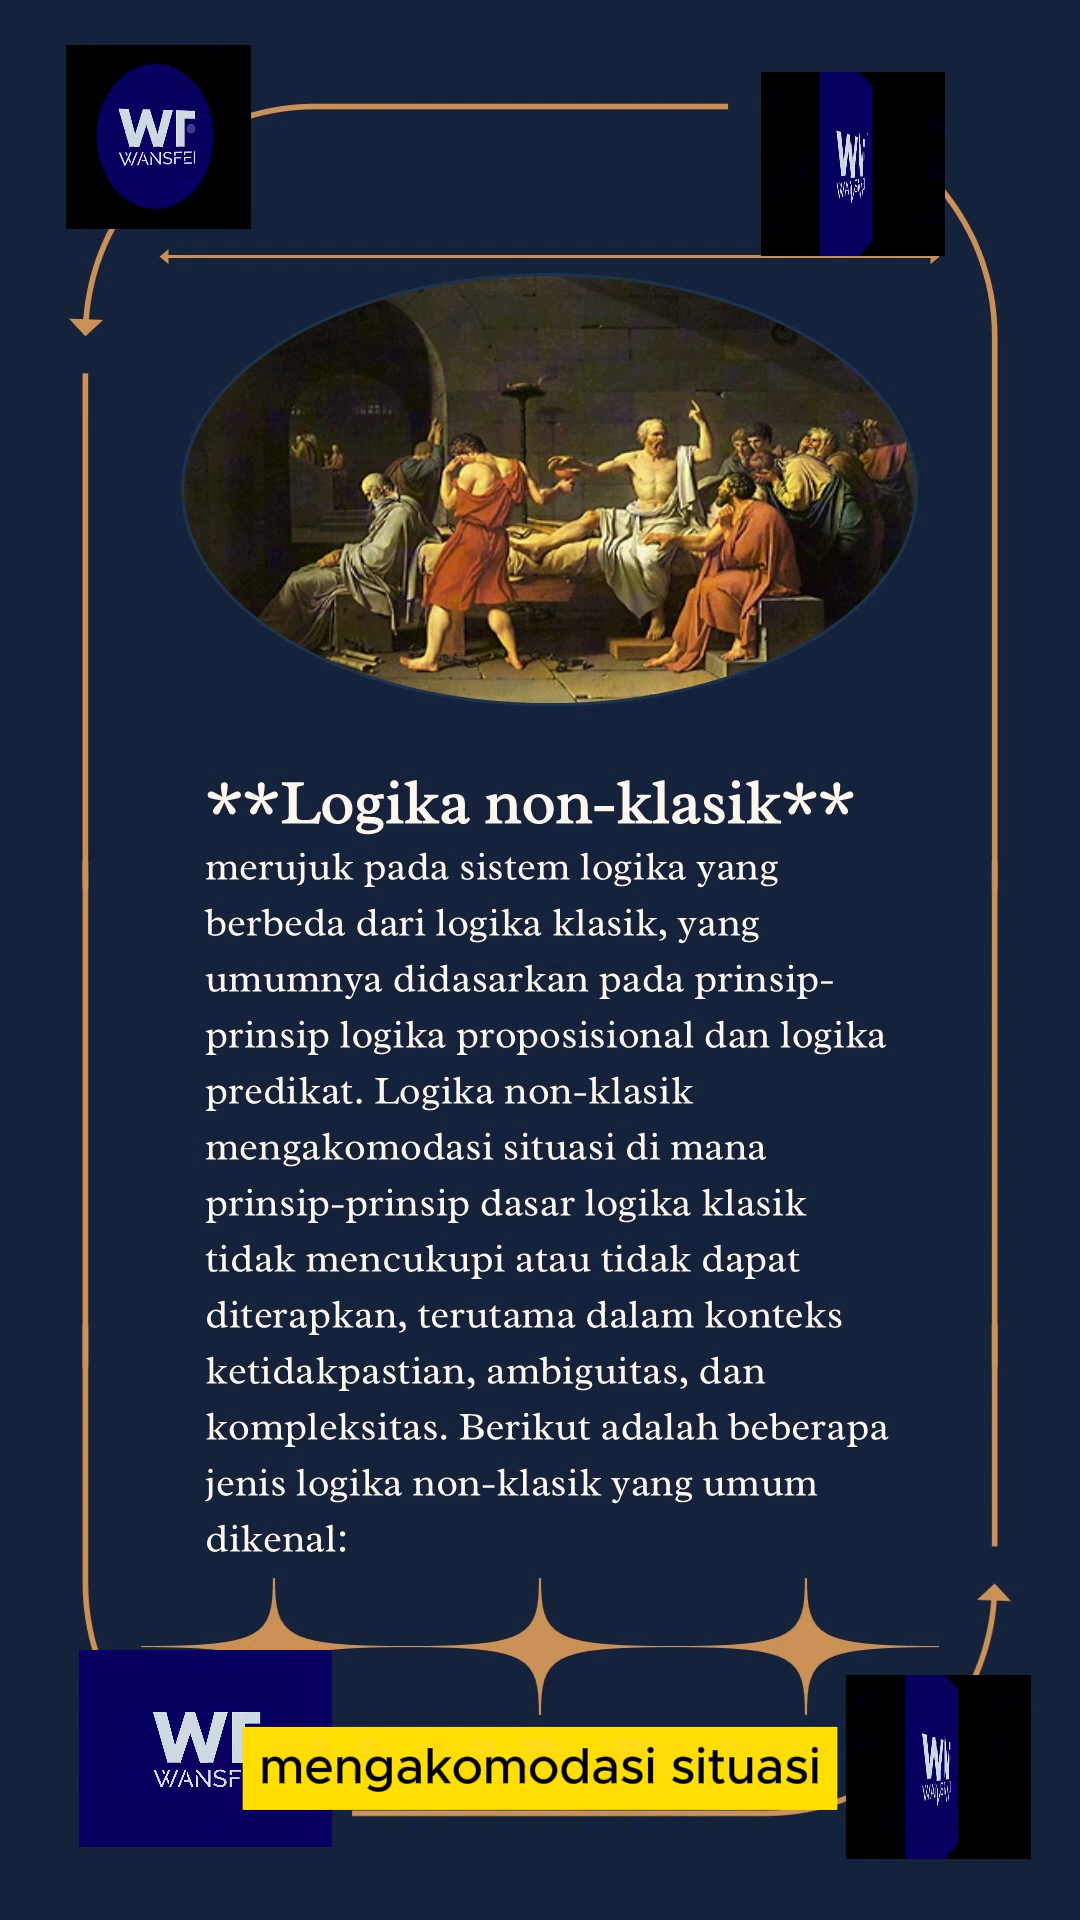 WF
WANSFEI
**Logika non-klasik**
merujuk pada sistem logika yang
berbeda dari logika klasik, yang
umumnya didasarkan pada prinsip-
prinsip logika proposisional dan logika
predikat. Logika non-klasik
mengakomodasi situasi di mana
prinsip-prinsip dasar logika klasik
tidak mencukupi atau tidak dapat
diterapkan, terutama dalam konteks
ketidakpastian, ambiguitas, dan
kompleksitas. Berikut adalah beberapa
jenis logika non-klasik yang umum
dikenal:
WF
WANSF
mengakomodasi situasi